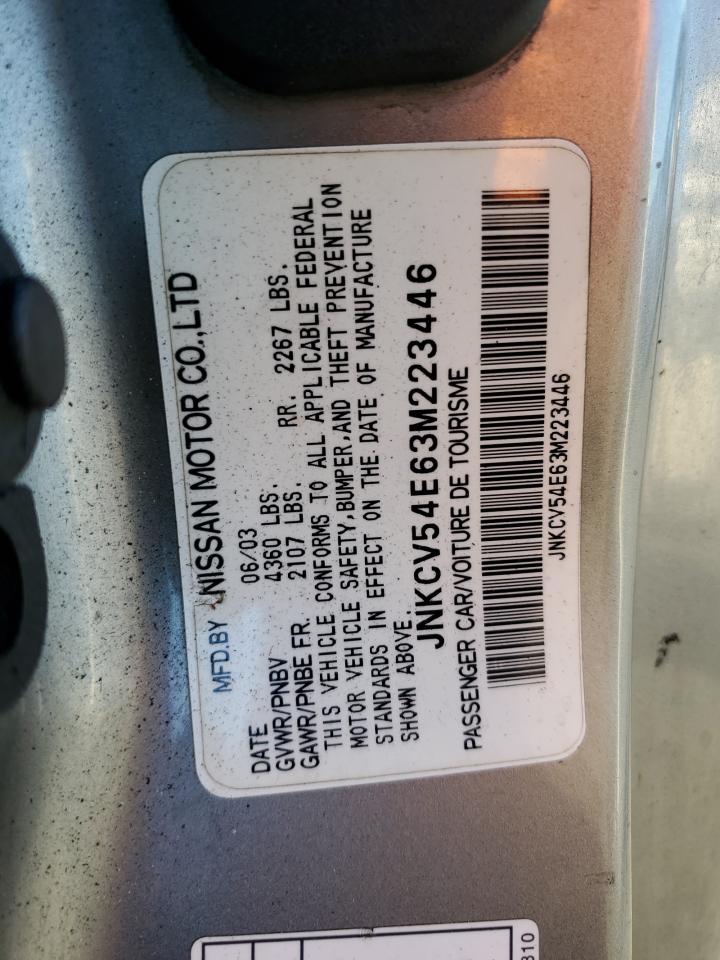 MFD.BY NISSAN MOTOR CO.,LTD
DATE 06/03
GVWR/PNBV 4360 LBS.
GAWR/PNBE FR. 2107 LBS. RR. 2267 LBS.
THIS VEHICLE CONFORMS TO ALL APPLICABLE FEDERAL
MOTOR VEHICLE SAFETY,BUMPER,AND THEFT PREVENTION
STANDARDS IN EFFECT ON THE DATE OF MANUFACTURE
SHOWN ABOVE.
JNKCV54E63M223446
PASSENGER CAR/VOITURE DE TOURISME
JNKCV54E63M223446